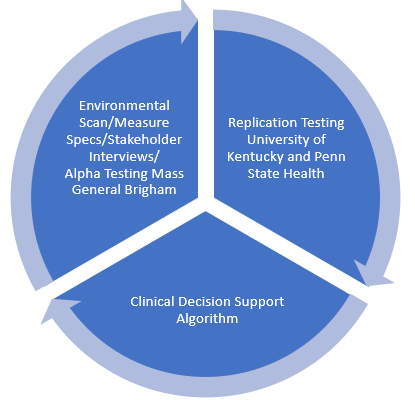 Environmental
Scan/Measure
Specs/Stakeholder
Interviews/
Alpha Testing Mass
General Brigham
Replication Testing
University of
Kentucky and Penn
State Health
Clinical Decision Support
Algorithm